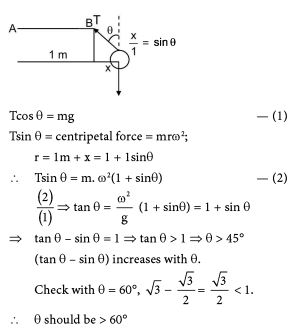 A B T
θ
x/1 = sin θ
1 m x
Tcos θ = mg — (1)
Tsin θ = centripetal force = mrω²;
r = 1m + x = 1 + 1sinθ
∴ Tsin θ = m. ω²(1 + sinθ) — (2)
(2)/(1) ⇒ tan θ = ω²/g (1 + sinθ) = 1 + sin θ
⇒ tan θ – sin θ = 1 ⇒ tan θ > 1 ⇒ θ > 45°
(tan θ – sin θ) increases with θ.
Check with θ = 60°, √3 – √3/2 = √3/2 < 1.
∴ θ should be > 60°